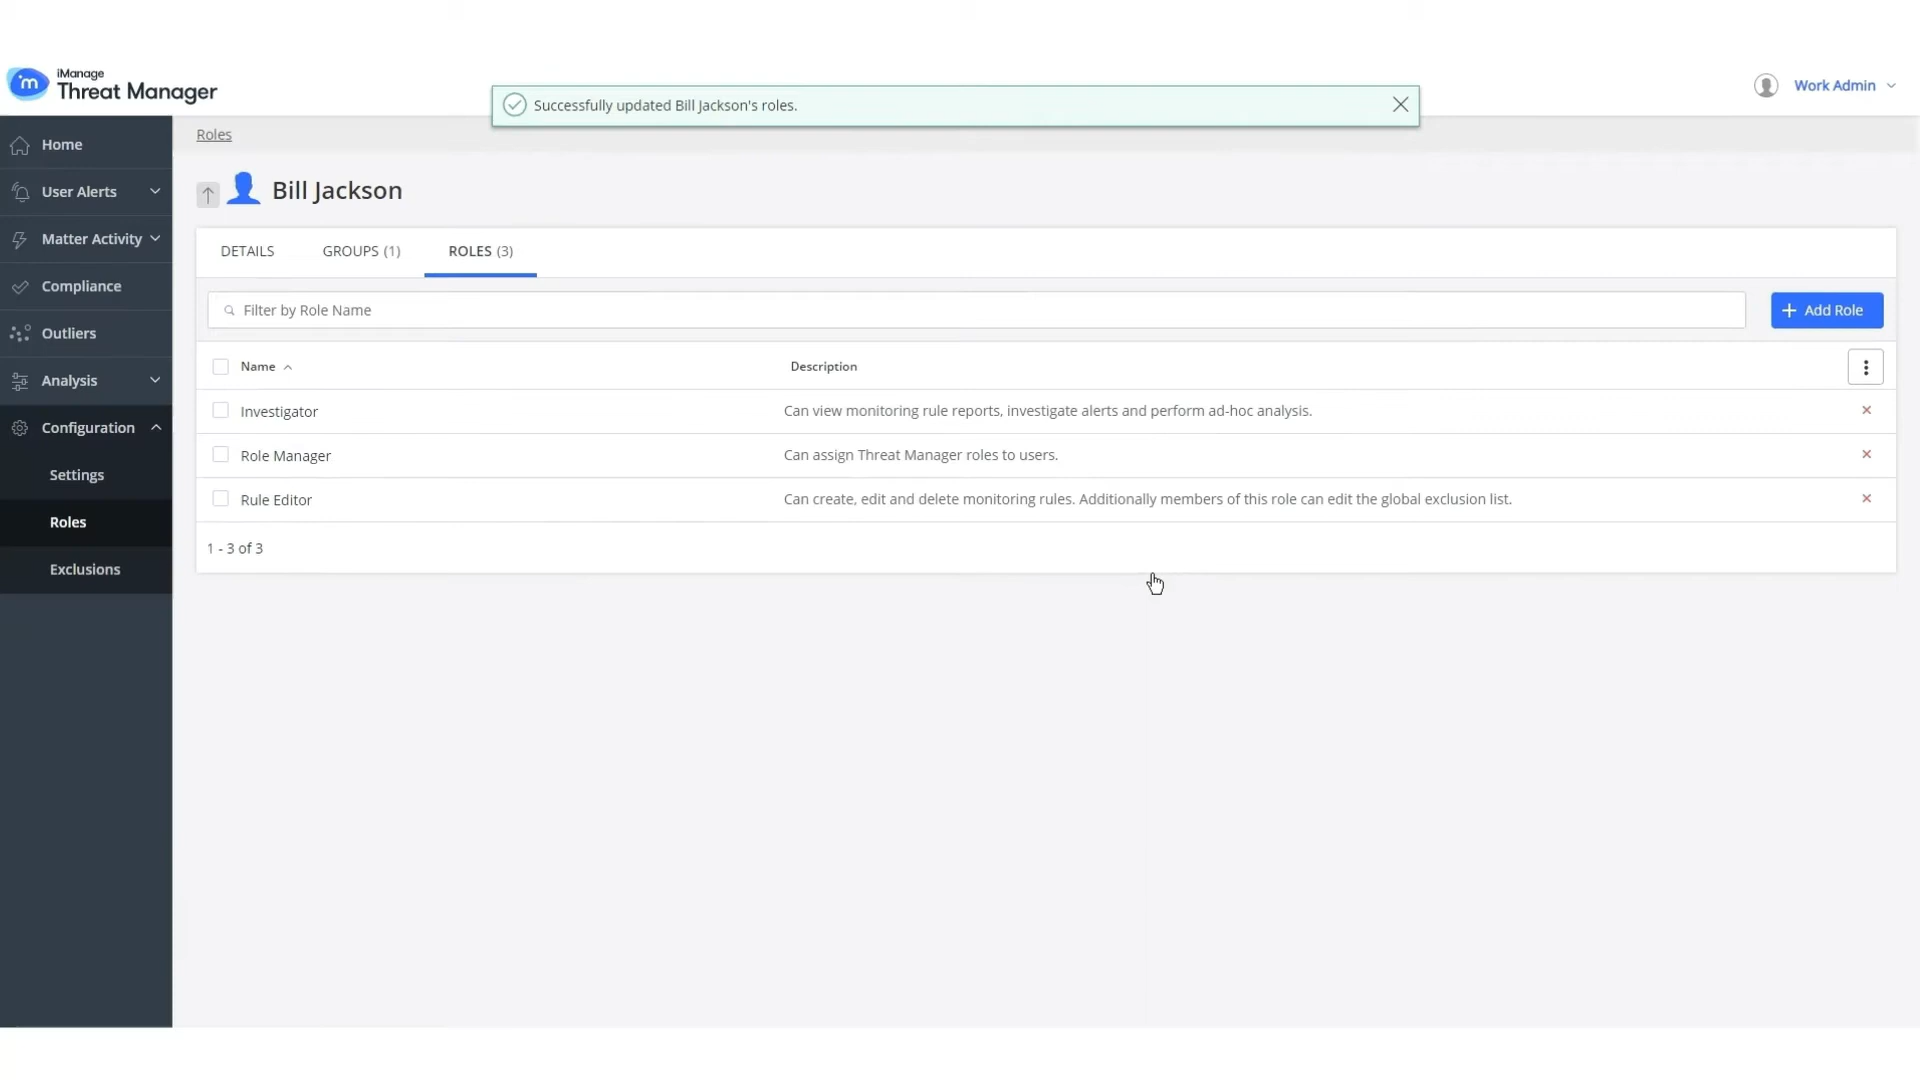 iManage
Threat Manager
Successfully updated Bill Jackson's roles.
Work Admin
Home
User Alerts
Matter Activity
Compliance
Outliers
Analysis
Configuration
Settings
Roles
Exclusions
Roles
Bill Jackson
DETAILS GROUPS (1) ROLES (3)
Filter by Role Name
Add Role
Name Description
Investigator Can view monitoring rule reports, investigate alerts and perform ad-hoc analysis.
Role Manager Can assign Threat Manager roles to users.
Rule Editor Can create, edit and delete monitoring rules. Additionally members of this role can edit the global exclusion list.
1 - 3 of 3